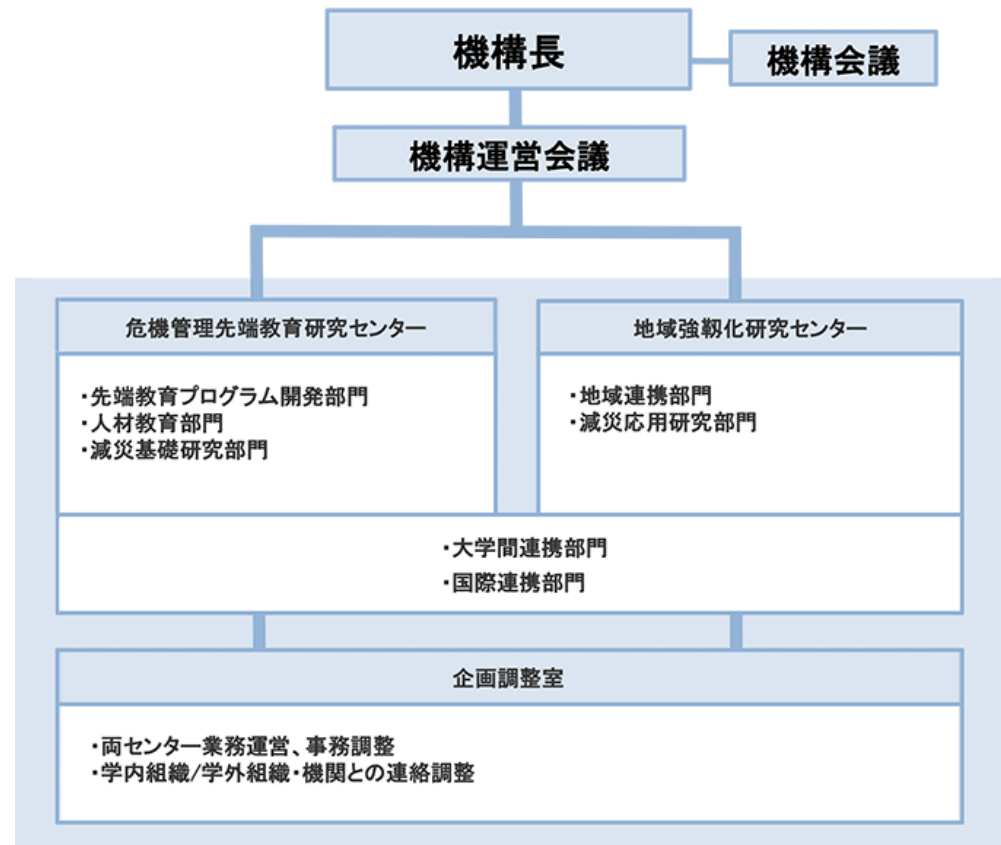 機構長
機構会議
機構運営会議
危機管理先端教育研究センター
・先端教育プログラム開発部門
・人材教育部門
・減災基礎研究部門
地域強靱化研究センター
・地域連携部門
・減災応用研究部門
・大学間連携部門
・国際連携部門
企画調整室
・両センター業務運営、事務調整
・学内組織/学外組織・機関との連絡調整